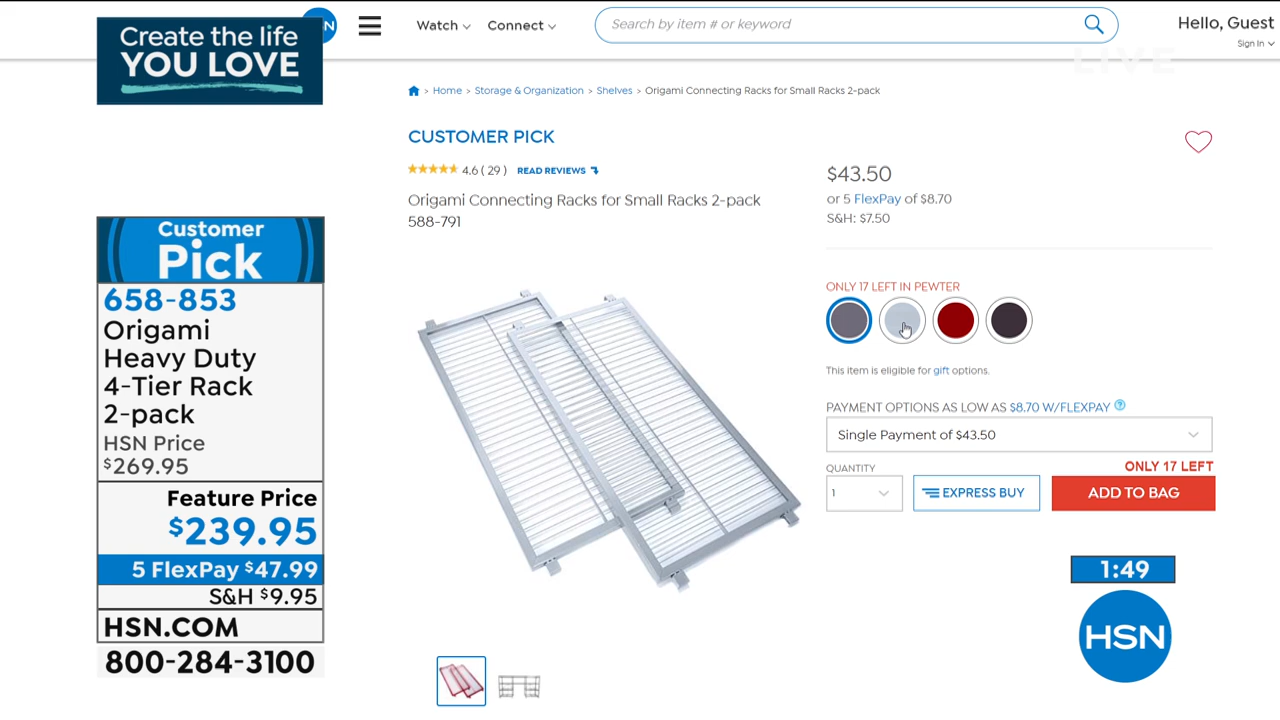 Create the life
YOU LOVE
N
Watch
Connect
Search by item # or keyword
Hello, Guest
Sign In
LIVE
> Home > Storage & Organization > Shelves > Origami Connecting Racks for Small Racks 2-pack
CUSTOMER PICK
4.6 ( 29 ) READ REVIEWS
Origami Connecting Racks for Small Racks 2-pack
588-791
$43.50
or 5 FlexPay of $8.70
S&H: $7.50
ONLY 17 LEFT IN PEWTER
This item is eligible for gift options.
PAYMENT OPTIONS AS LOW AS $8.70 W/FLEXPAY ?
Single Payment of $43.50
ONLY 17 LEFT
QUANTITY
1
EXPRESS BUY
ADD TO BAG
Customer
Pick
658-853
Origami
Heavy Duty
4-Tier Rack
2-pack
HSN Price
$269.95
Feature Price
$239.95
5 FlexPay $47.99
S&H $9.95
HSN.COM
800-284-3100
1:49
HSN